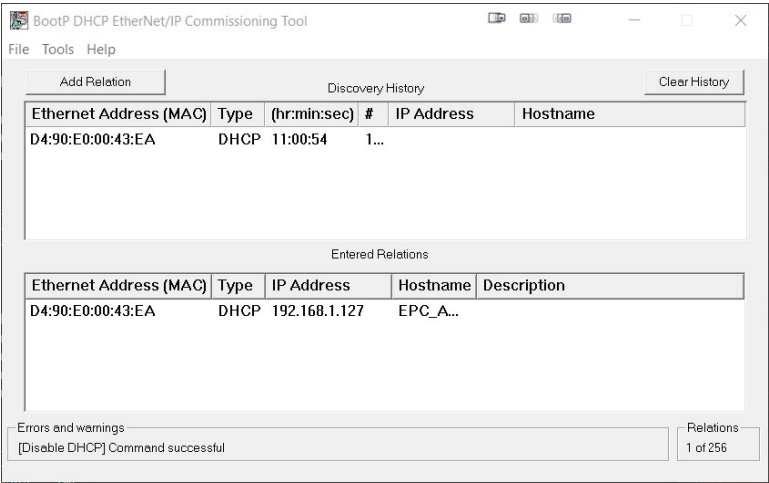 BootP DHCP EtherNet/IP Commissioning Tool
File Tools Help
Add Relation Discovery History Clear History
Ethernet Address (MAC) Type (hr:min:sec) # IP Address Hostname
D4:90:E0:00:43:EA DHCP 11:00:54 1...
Entered Relations
Ethernet Address (MAC) Type IP Address Hostname Description
D4:90:E0:00:43:EA DHCP 192.168.1.127 EPC_A...
Errors and warnings Relations
[Disable DHCP] Command successful 1 of 256